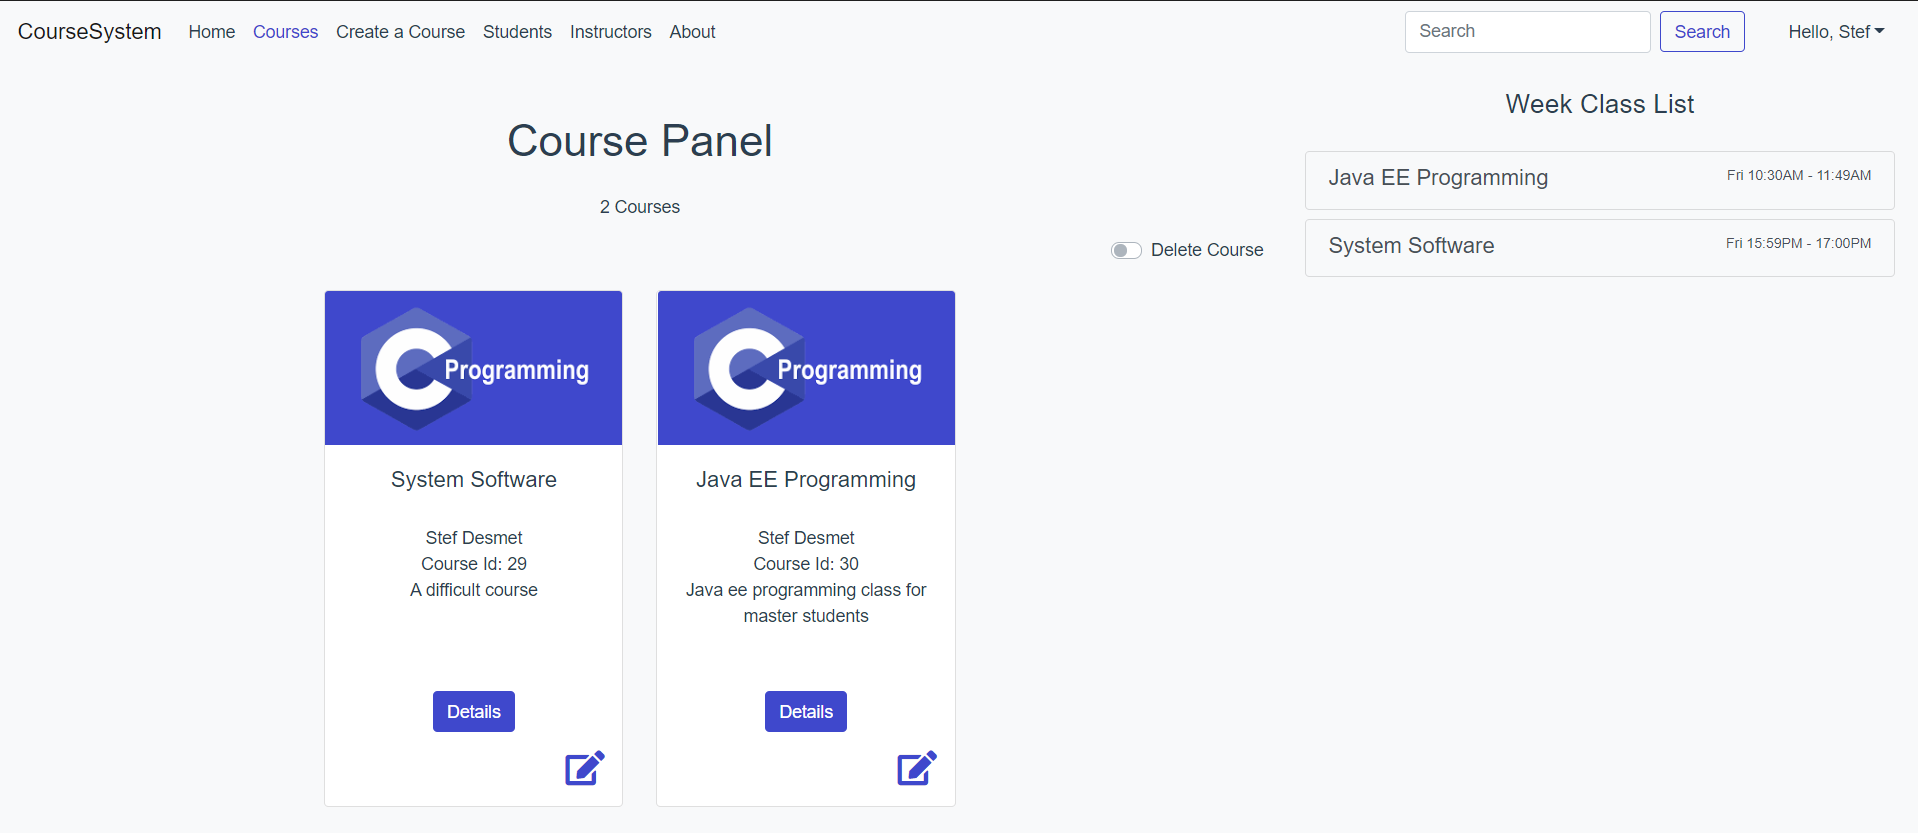 CourseSystem Home Courses Create a Course Students Instructors About Search Search Hello, Stef
Course Panel
2 Courses
Delete Course
C Programming
System Software
Stef Desmet
Course Id: 29
A difficult course
Details
C Programming
Java EE Programming
Stef Desmet
Course Id: 30
Java ee programming class for
master students
Details
Week Class List
Java EE Programming Fri 10:30AM - 11:49AM
System Software Fri 15:59PM - 17:00PM